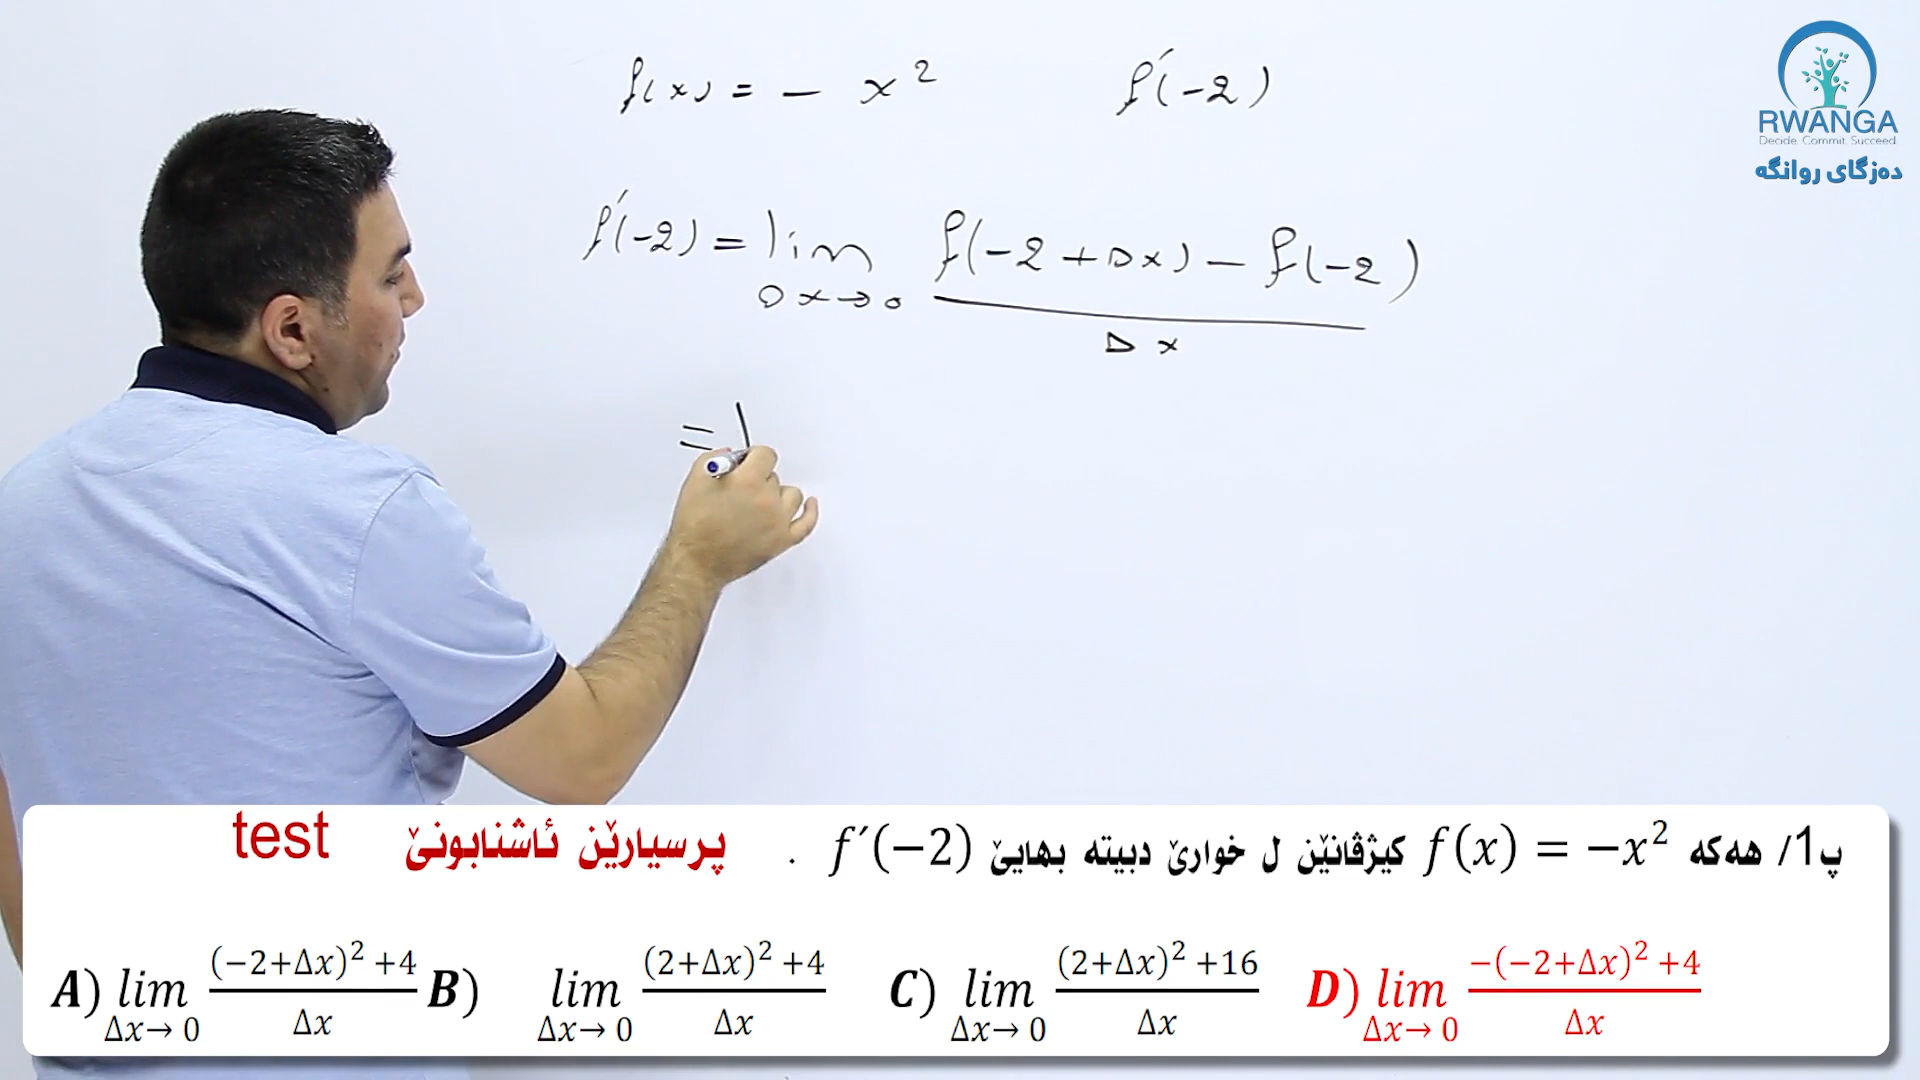 f(x) = - x² f′(-2)
f′(-2) = lim Δx→0 f(-2+Δx) - f(-2) / Δx
= l
RWANGA
Decide. Commit. Succeed
دەزگای روانگە
پ1/ هەکە f(x) = −x² کیژڤانێن ل خوارێ دبیتە بهایێ f′(−2) . پرسیارێن ئاشنابونێ test
A) lim Δx→0 (−2+Δx)² +4 / Δx B) lim Δx→0 (2+Δx)² +4 / Δx C) lim Δx→0 (2+Δx)² +16 / Δx D) lim Δx→0 −(−2+Δx)² +4 / Δx